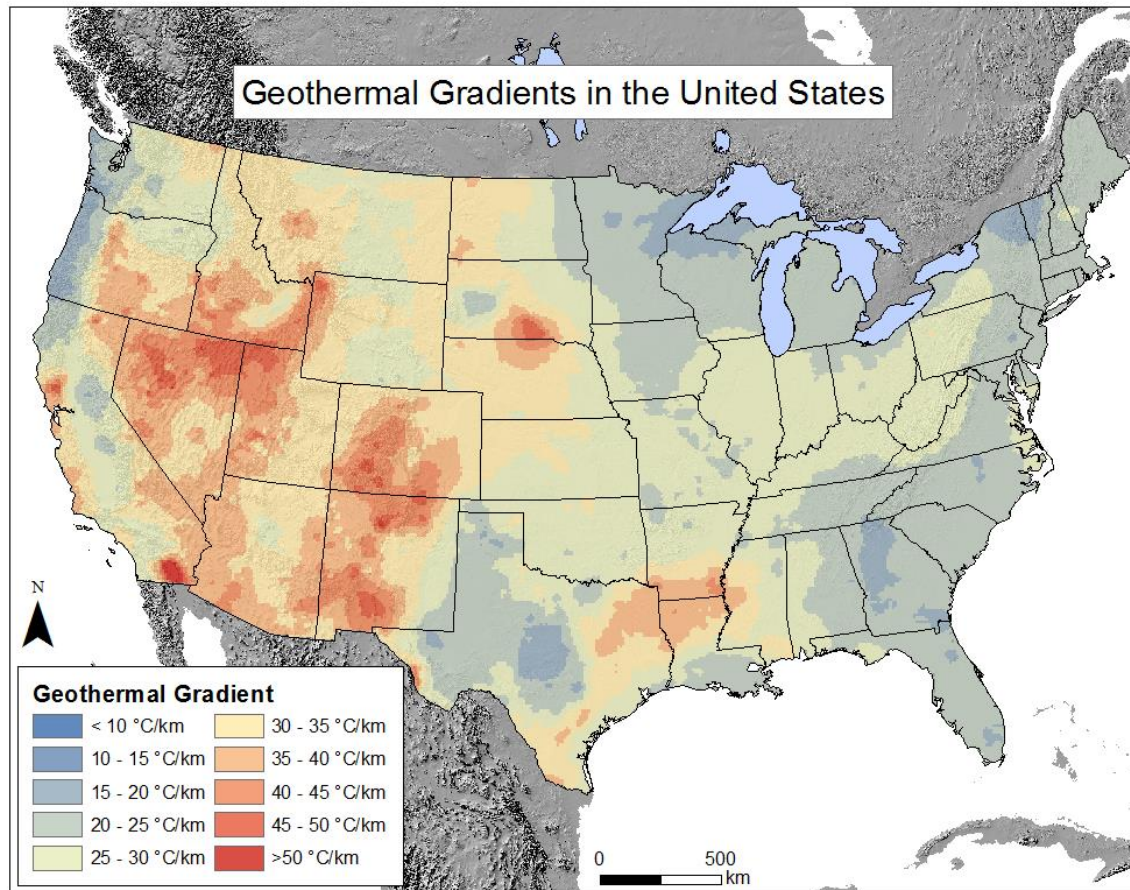 Geothermal Gradients in the United States
N
Geothermal Gradient
< 10 °C/km
10 - 15 °C/km
15 - 20 °C/km
20 - 25 °C/km
25 - 30 °C/km
30 - 35 °C/km
35 - 40 °C/km
40 - 45 °C/km
45 - 50 °C/km
>50 °C/km
0 500
km